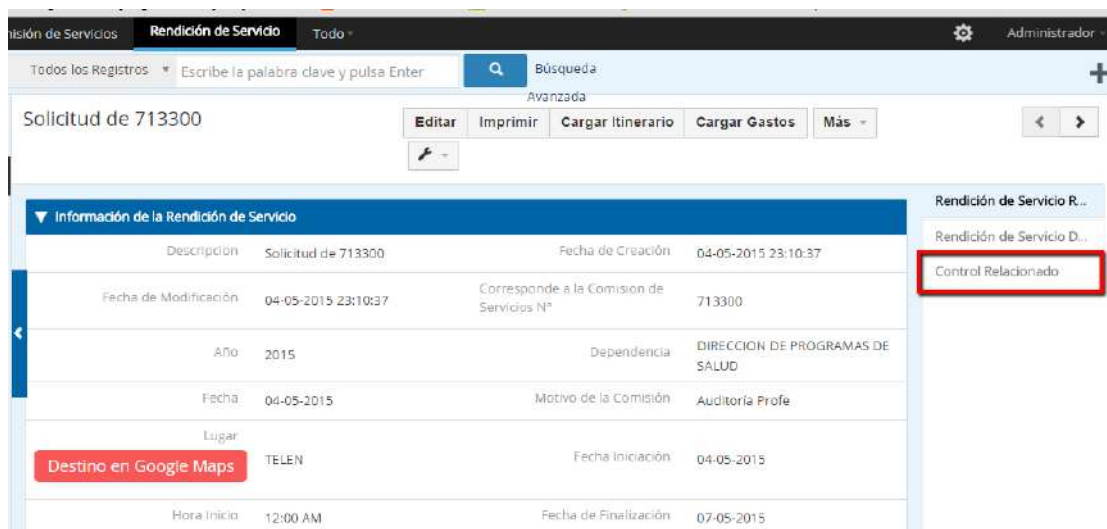 isión de Servicios Rendición de Servicio Todo Administrador
Todos los Registros Escribe la palabra clave y pulsa Enter Búsqueda
Avanzada
Solicitud de 713300 Editar Imprimir Cargar Itinerario Cargar Gastos Más
Información de la Rendición de Servicio
Rendición de Servicio R...
Rendición de Servicio D...
Control Relacionado
Descripcion Solicitud de 713300 Fecha de Creación 04-05-2015 23:10:37
Fecha de Modificación 04-05-2015 23:10:37 Corresponde a la Comision de
Servicios Nº 713300
Año 2015 Dependencia DIRECCION DE PROGRAMAS DE
SALUD
Fecha 04-05-2015 Motivo de la Comisión Auditoría Profe
Lugar
Destino en Google Maps TELEN Fecha Iniciación 04-05-2015
Hora Inicio 12:00 AM Fecha de Finalización 07-05-2015